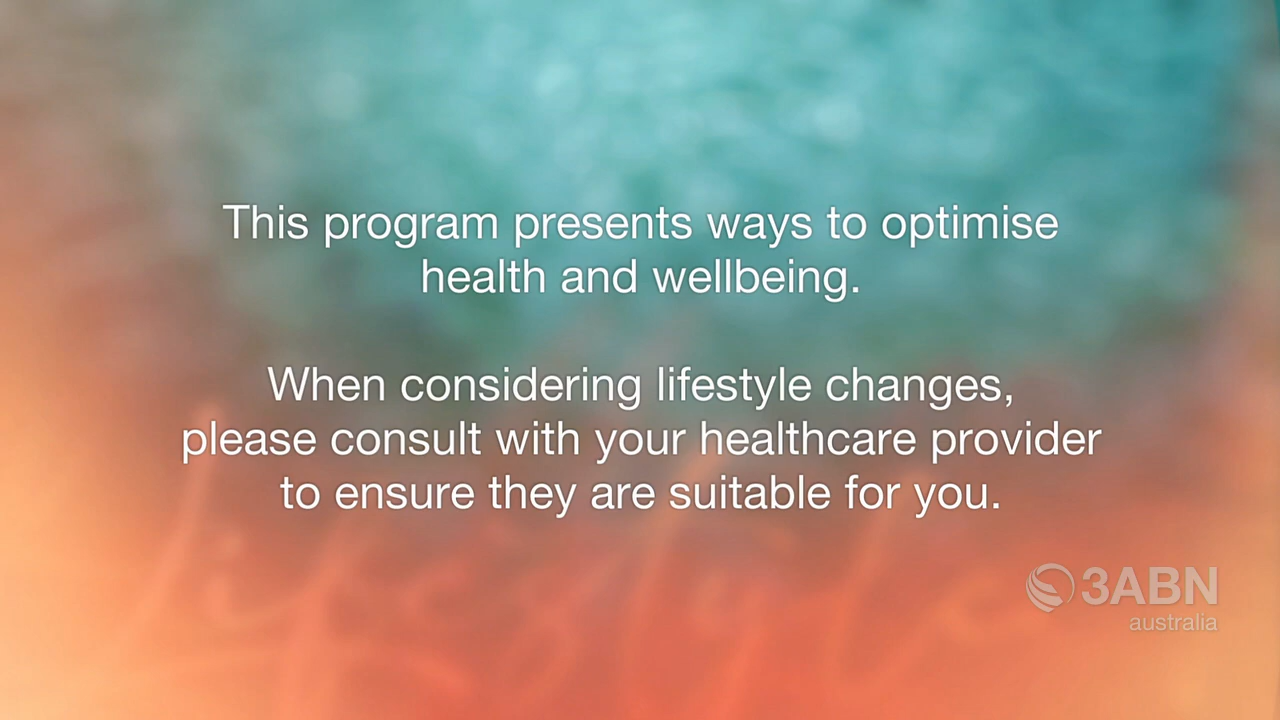 This program presents ways to optimise
health and wellbeing.
When considering lifestyle changes,
please consult with your healthcare provider
to ensure they are suitable for you.
3ABN
australia